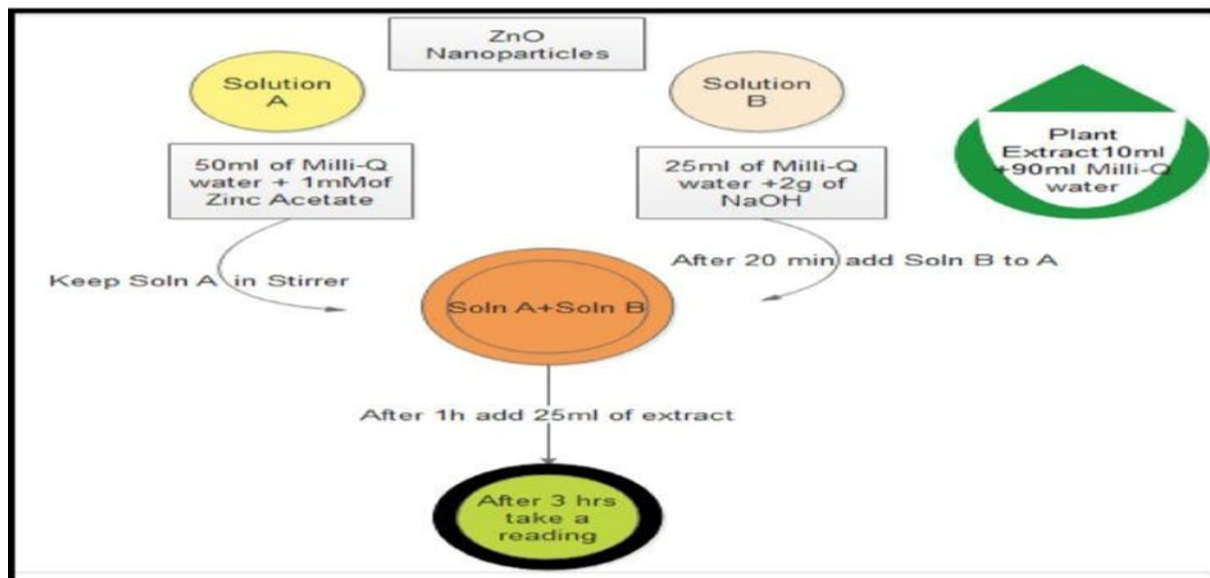 ZnO
Nanoparticles
Solution
A
Solution
B
50ml of Milli-Q
water + 1mMof
Zinc Acetate
25ml of Milli-Q
water +2g of
NaOH
Plant
Extract10ml
+90ml Milli-Q
water
Keep Soln A in Stirrer
After 20 min add Soln B to A
Soln A+Soln B
After 1h add 25ml of extract
After 3 hrs
take a
reading